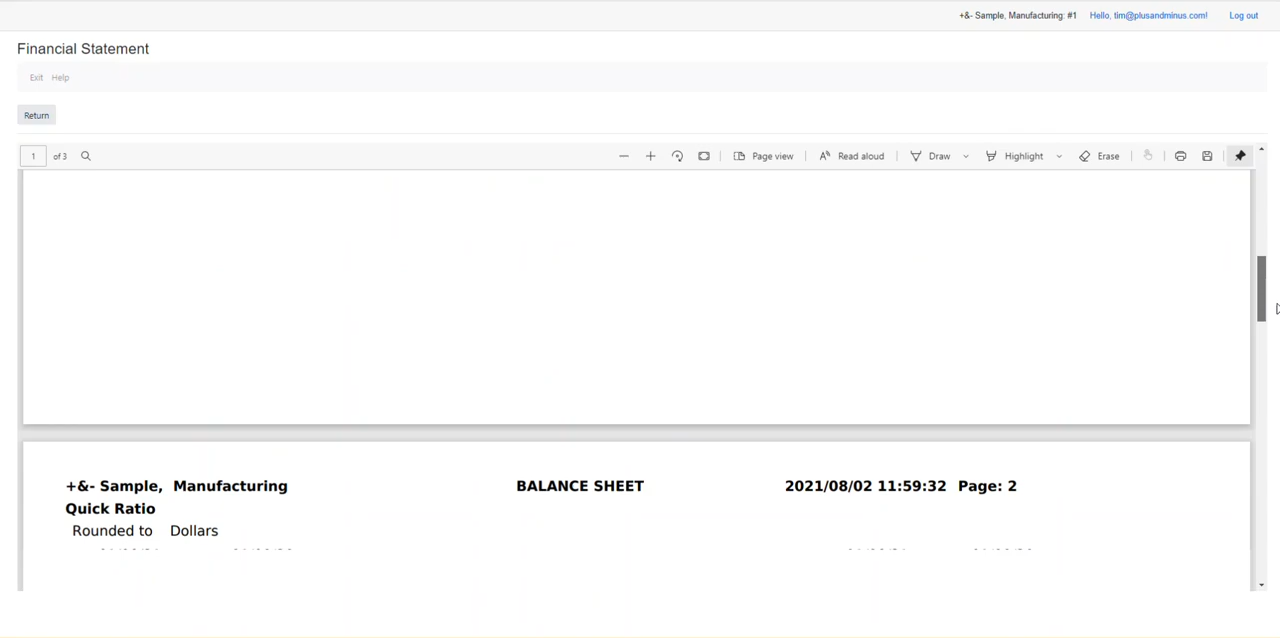 +&- Sample, Manufacturing: #1 Hello, tim@plusandminus.com! Log out
Financial Statement
Exit Help
Return
1 of 3 Page view Read aloud Draw Highlight Erase
+&- Sample, Manufacturing BALANCE SHEET 2021/08/02 11:59:32 Page: 2
Quick Ratio
Rounded to Dollars